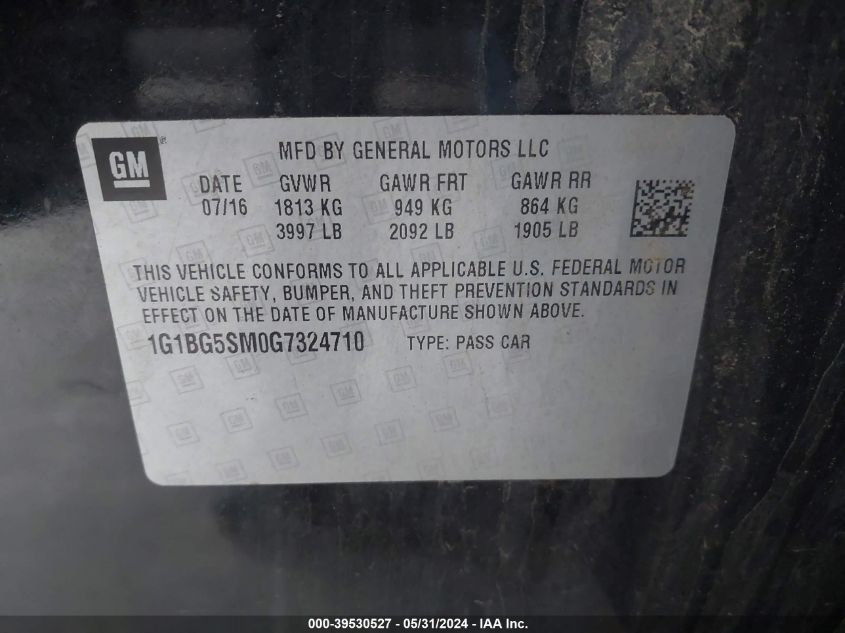 GM
MFD BY GENERAL MOTORS LLC
DATE GVWR GAWR FRT GAWR RR
07/16 1813 KG 949 KG 864 KG
3997 LB 2092 LB 1905 LB
THIS VEHICLE CONFORMS TO ALL APPLICABLE U.S. FEDERAL MOTOR
VEHICLE SAFETY, BUMPER, AND THEFT PREVENTION STANDARDS IN
EFFECT ON THE DATE OF MANUFACTURE SHOWN ABOVE.
1G1BG5SM0G7324710 TYPE: PASS CAR
000-39530527 - 05/31/2024 - IAA Inc.